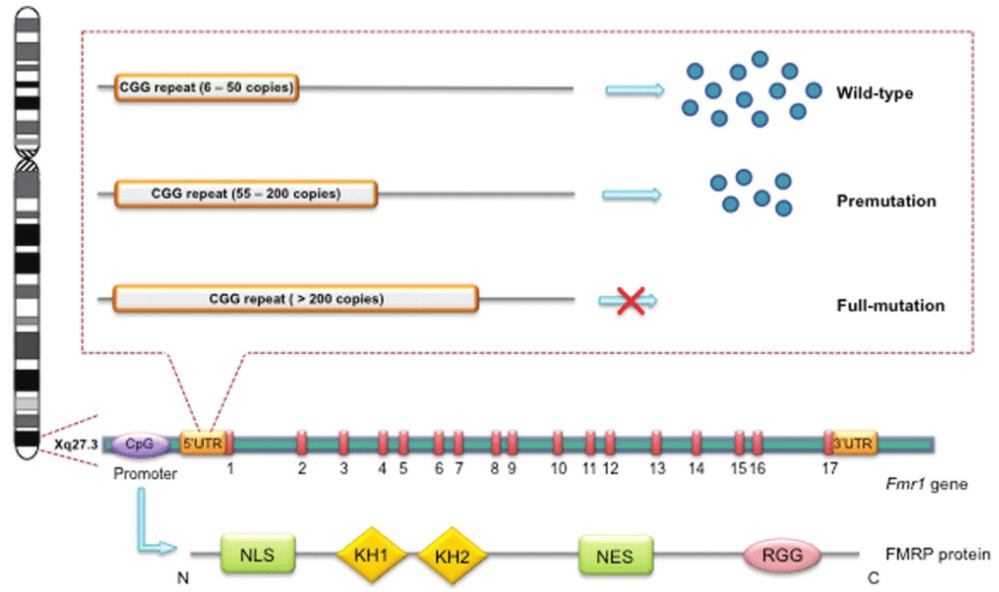 CGG repeat (6 – 50 copies)
Wild-type
CGG repeat (55 – 200 copies)
Premutation
CGG repeat ( > 200 copies)
Full-mutation
Xq27.3
CpG
5'UTR
3'UTR
Promoter
1 2 3 4 5 6 7 8 9 10 11 12 13 14 15 16 17
Fmr1 gene
NLS
KH1
KH2
NES
RGG
FMRP protein
N
C